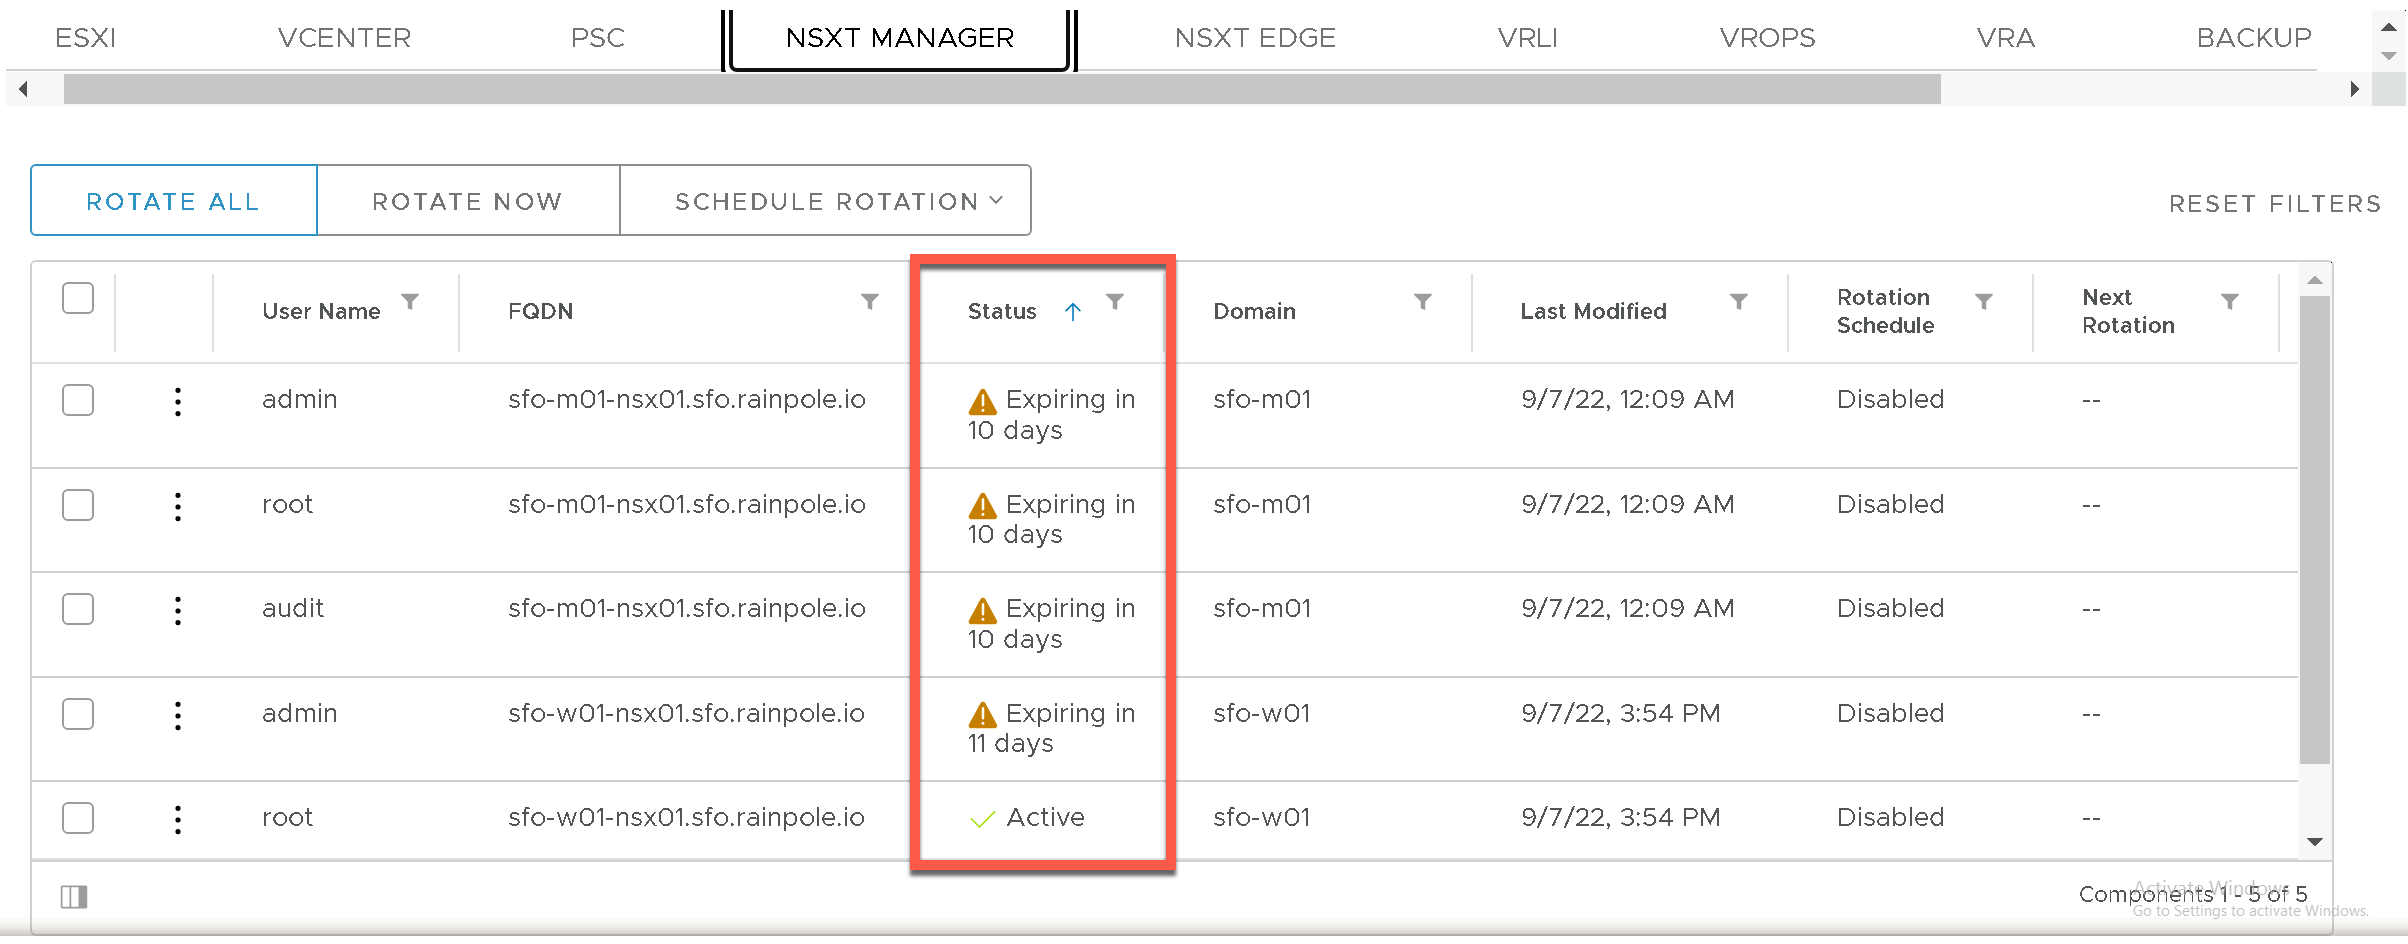 ESXI VCENTER PSC NSXT MANAGER NSXT EDGE VRLI VROPS VRA BACKUP
ROTATE ALL ROTATE NOW SCHEDULE ROTATION RESET FILTERS
User Name FQDN Status Domain Last Modified Rotation Schedule Next Rotation
admin sfo-m01-nsx01.sfo.rainpole.io Expiring in 10 days sfo-m01 9/7/22, 12:09 AM Disabled --
root sfo-m01-nsx01.sfo.rainpole.io Expiring in 10 days sfo-m01 9/7/22, 12:09 AM Disabled --
audit sfo-m01-nsx01.sfo.rainpole.io Expiring in 10 days sfo-m01 9/7/22, 12:09 AM Disabled --
admin sfo-w01-nsx01.sfo.rainpole.io Expiring in 11 days sfo-w01 9/7/22, 3:54 PM Disabled --
root sfo-w01-nsx01.sfo.rainpole.io Active sfo-w01 9/7/22, 3:54 PM Disabled --
Components 1 - 5 of 5
Activate Windows
Go to Settings to activate Windows.